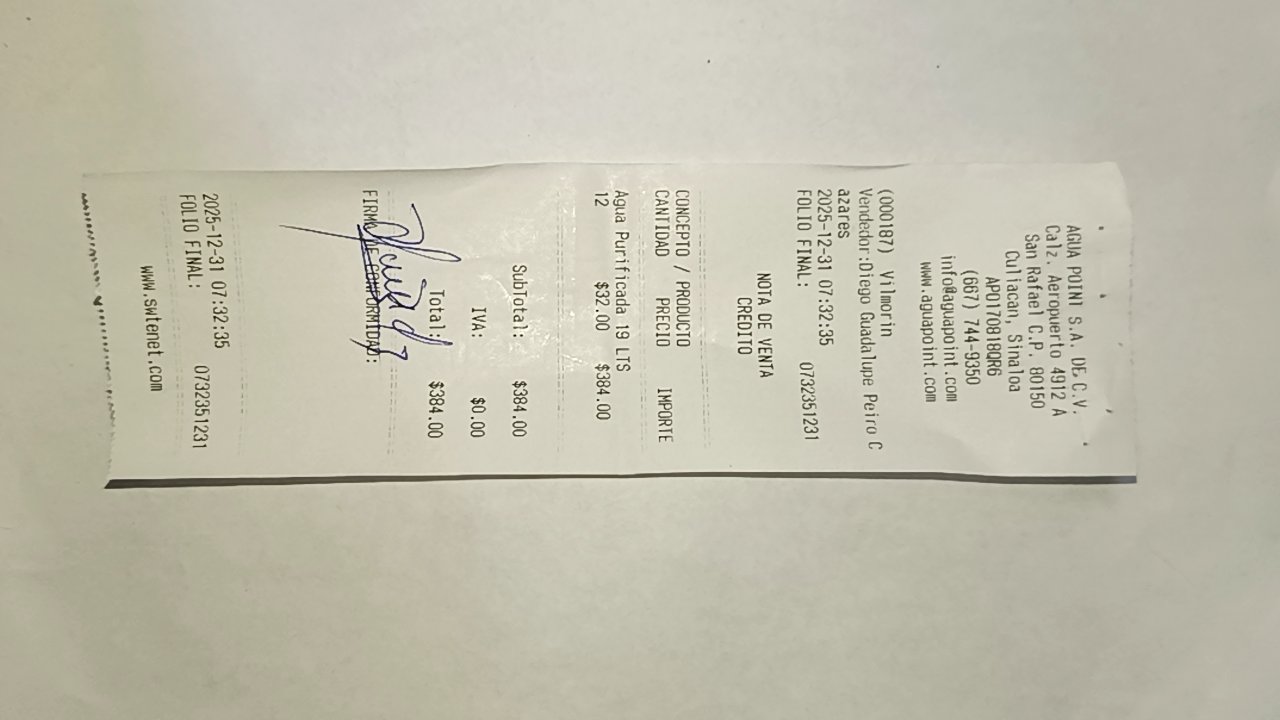 AGUA POINT S.A. DE C.V.
Calz. Aeropuerto 4912 A
San Rafael C.P. 80150
Culiacan, Sinaloa
APO170818QR6
(667) 744-9350
info@aguapoint.com
www.aguapoint.com
(000187) Vilmorin
Vendedor:Diego Guadalupe Peiro C
azares
2025-12-31 07:32:35
FOLIO FINAL: 0732351231
NOTA DE VENTA
CREDITO
CONCEPTO / PRODUCTO
CANTIDAD PRECIO IMPORTE
Agua Purificada 19 LTS
12 $32.00 $384.00
SubTotal: $384.00
IVA: $0.00
Total: $384.00
FIRMA DE CONFORMIDAD:
2025-12-31 07:32:35
FOLIO FINAL: 0732351231
www.swtenet.com